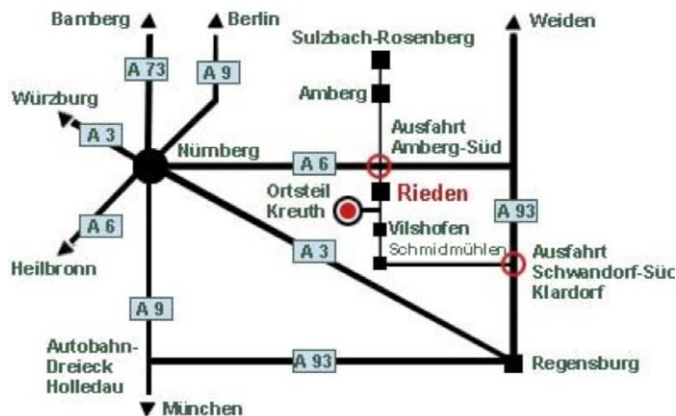 Bamberg
Berlin
Weiden
Sulzbach-Rosenberg
A 73
A 9
Amberg
Würzburg
A 3
Ausfahrt
Amberg-Süd
Nürnberg
A 6
Ortsteil
Kreuth
Rieden
A 93
A 6
Vilshofen
Schmidmühlen
A 3
Heilbronn
Ausfahrt
Schwandorf-Süd
Klardorf
A 9
Autobahn-
Dreieck
Holledau
A 93
Regensburg
München